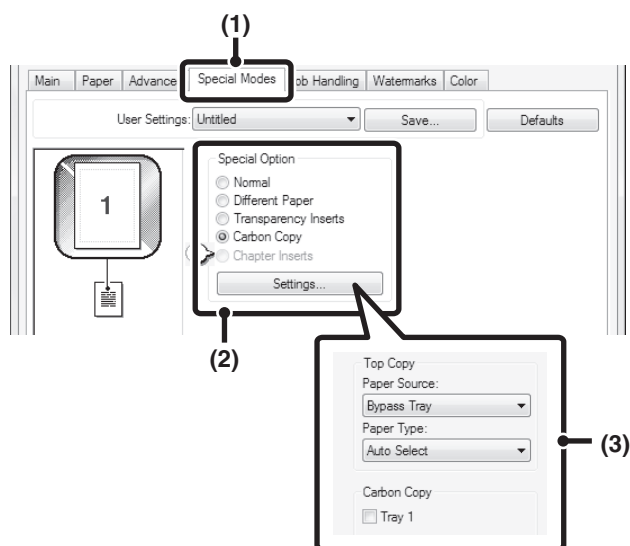 (1)
Main Paper Advance Special Modes ob Handling Watermarks Color
User Settings: Untitled Save... Defaults
Special Option
Normal
Different Paper
Transparency Inserts
Carbon Copy
Chapter Inserts
Settings...
1
(2)
Top Copy
Paper Source:
Bypass Tray
Paper Type:
Auto Select
(3)
Carbon Copy
Tray 1